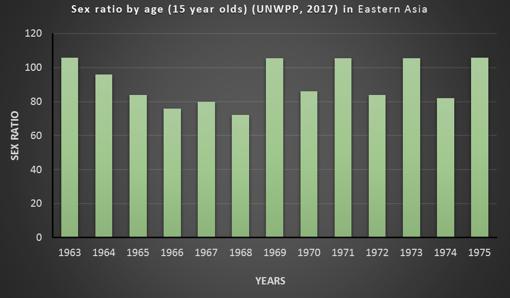 Sex ratio by age (15 year olds) (UNWPP, 2017) in Eastern Asia
120
100
80
60
40
20
0
SEX RATIO
1963 1964 1965 1966 1967 1968 1969 1970 1971 1972 1973 1974 1975
YEARS